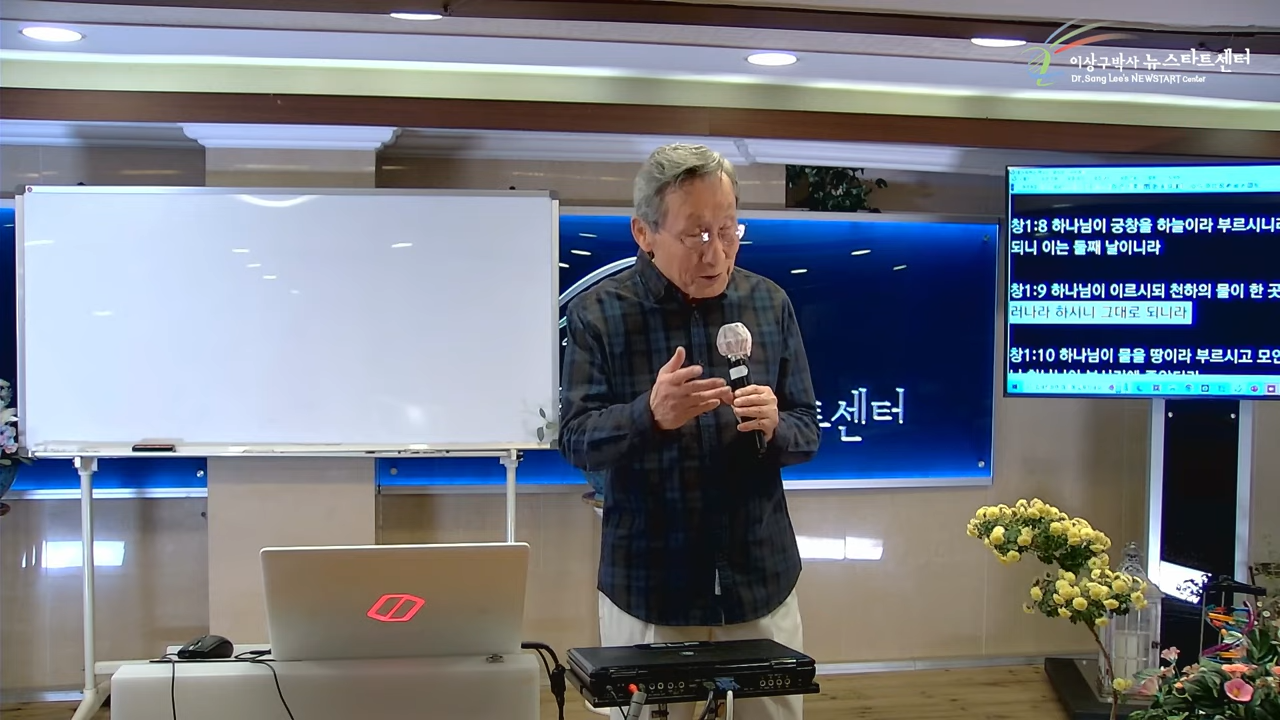 이상구박사 뉴스타트센터
Dr.Sang Lee's NEWSTART Center
창1:8 하나님이 궁창을 하늘이라 부르시니라
되니 이는 둘째 날이니라
창1:9 하나님이 이르시되 천하의 물이 한 곳
러나라 하시니 그대로 되니라
창1:10 하나님이 뭍을 땅이라 부르시고 모인
트센터